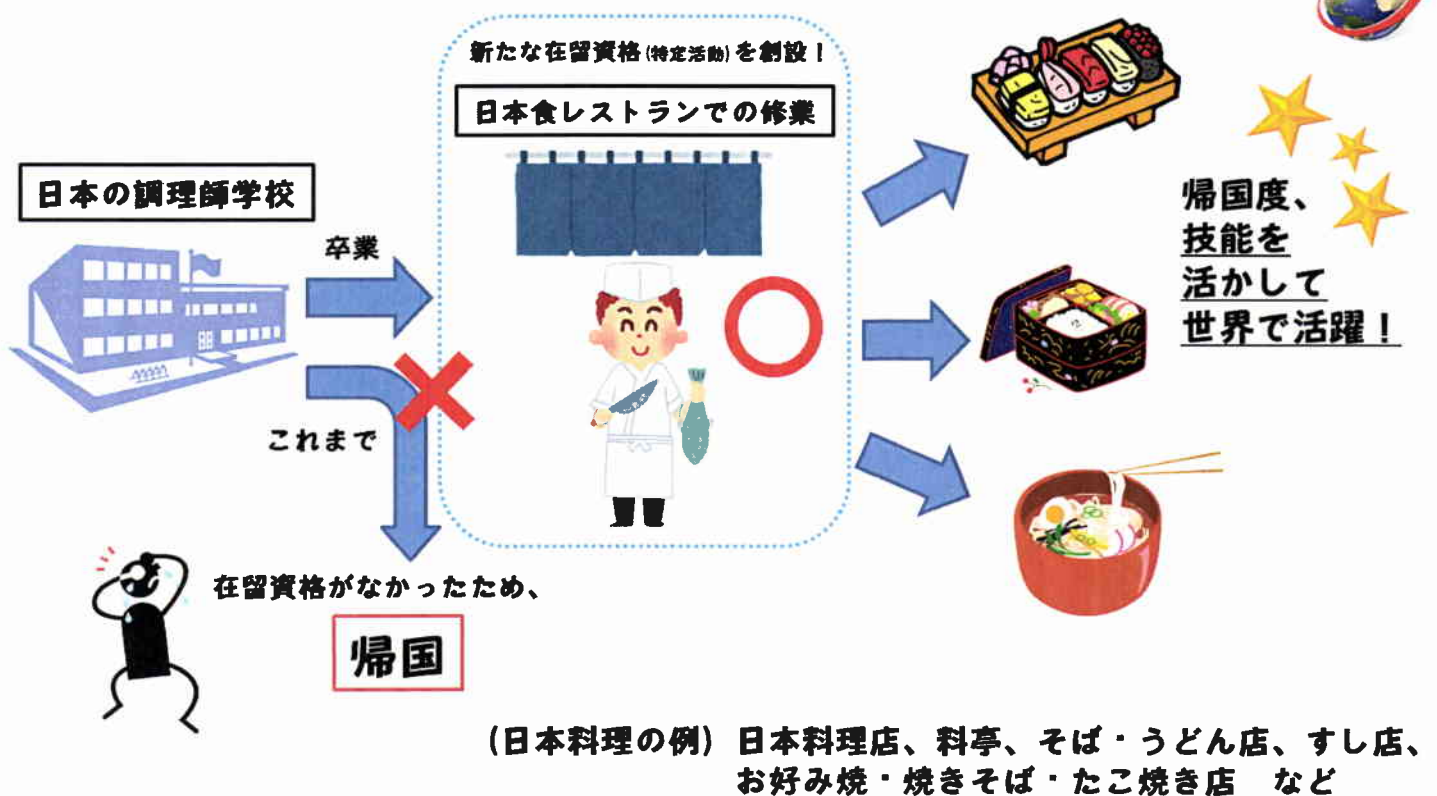 新たな在留資格(特定活動)を創設！
日本食レストランでの修業
日本の調理師学校
卒業
これまで
在留資格がなかったため、
帰国
帰国度、
技能を
活かして
世界で活躍！
(日本料理の例) 日本料理店、料亭、そば・うどん店、すし店、
お好み焼・焼きそば・たこ焼き店　など